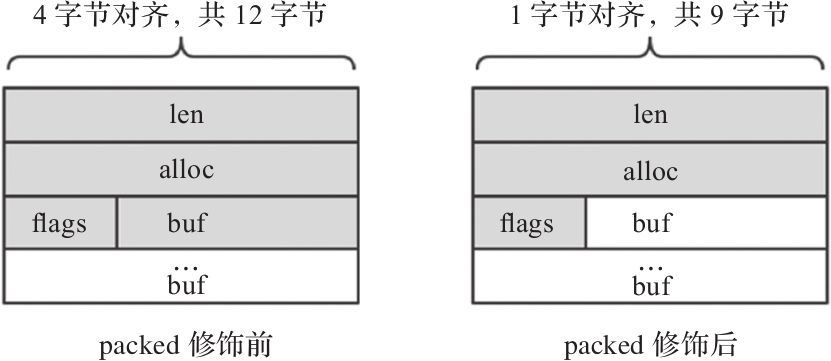 4 字节对齐，共 12 字节
len
alloc
flags buf
...
buf
packed 修饰前
1 字节对齐，共 9 字节
len
alloc
flags buf
...
buf
packed 修饰后